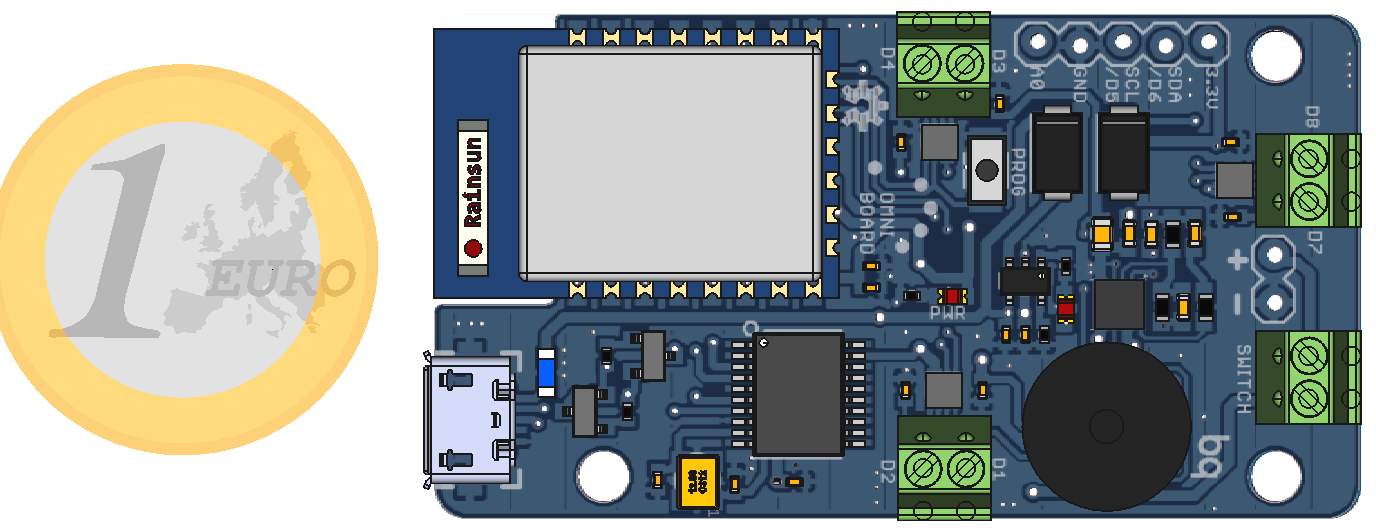 1
EURO
Rainsun
D4
D3
A0
GND
SCL
/D5
SDA
/D6
3.3V
D8
PROG
OMNI
BOARD
D7
+
-
PWR
SWITCH
D2
D1
bq